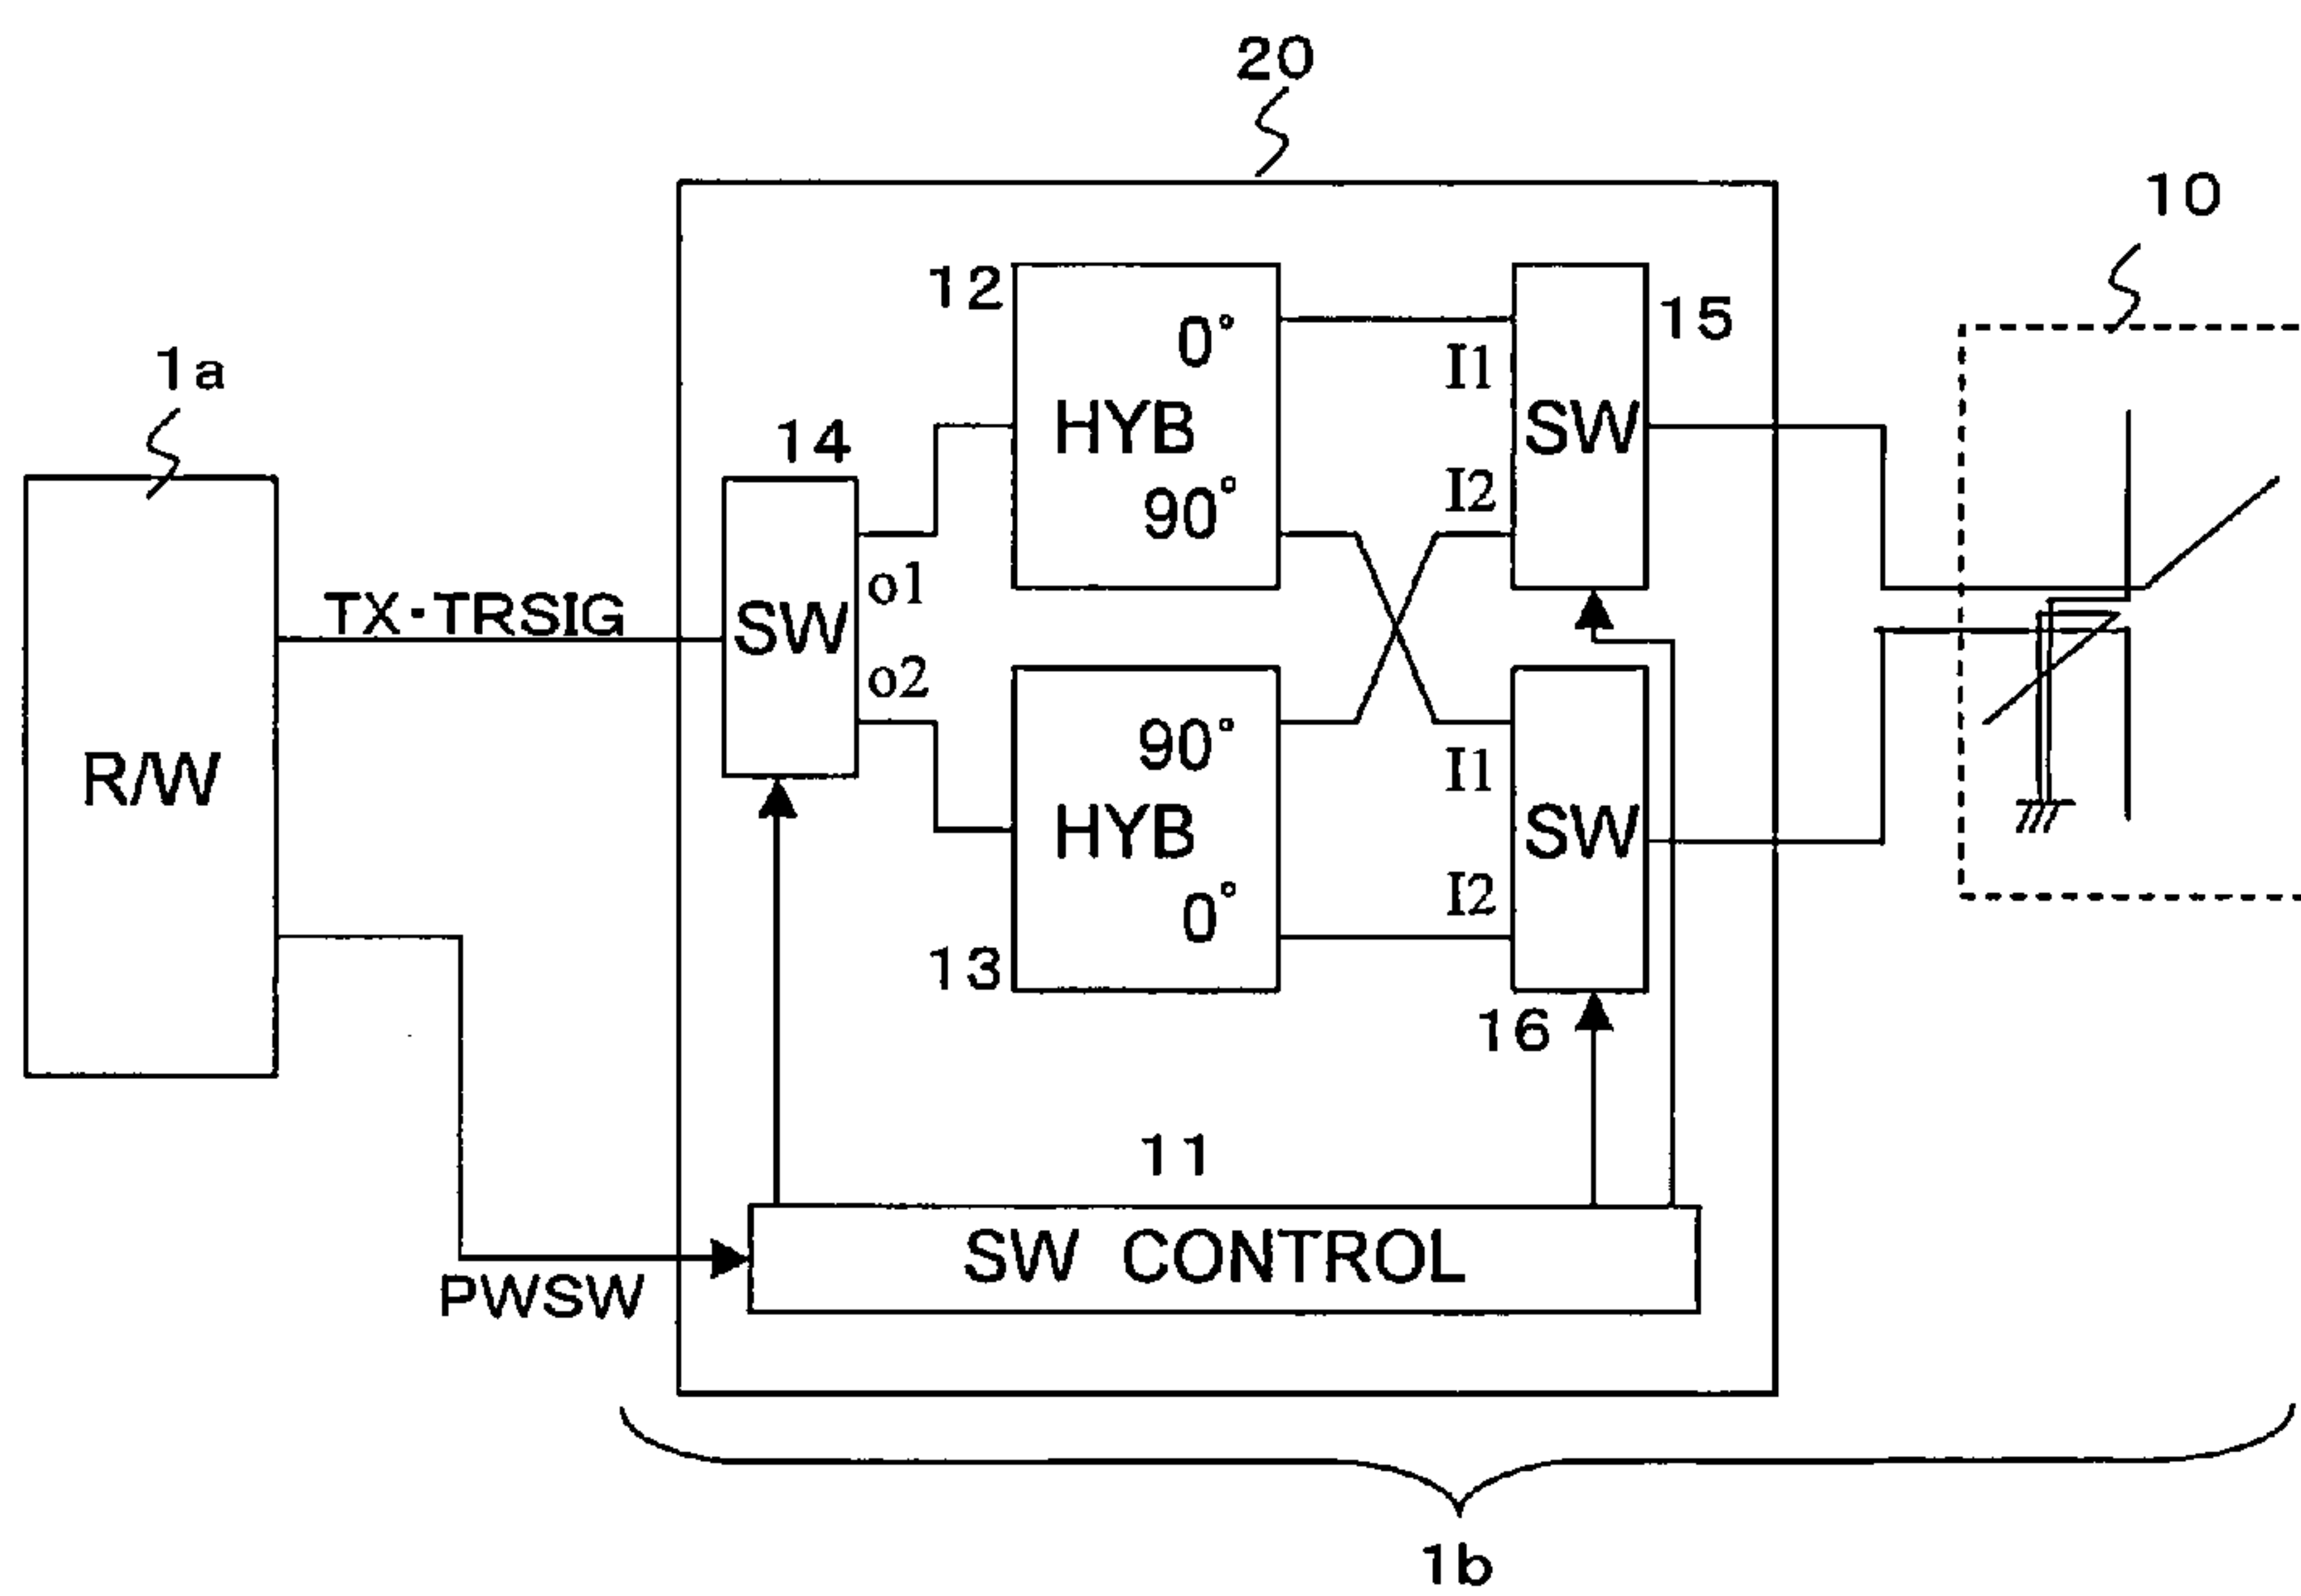 20
10
12
0°
HYB
90°
I1
I2
SW
15
1a
14
SW
o1
o2
TX・TRSIG
R/W
90°
HYB
0°
13
I1
I2
SW
16
11
SW CONTROL
PWSW
1b